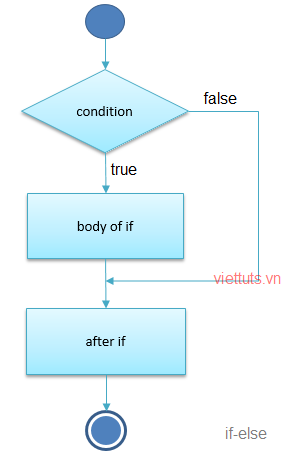 false
condition
true
body of if
viettuts.vn
after if
if-else